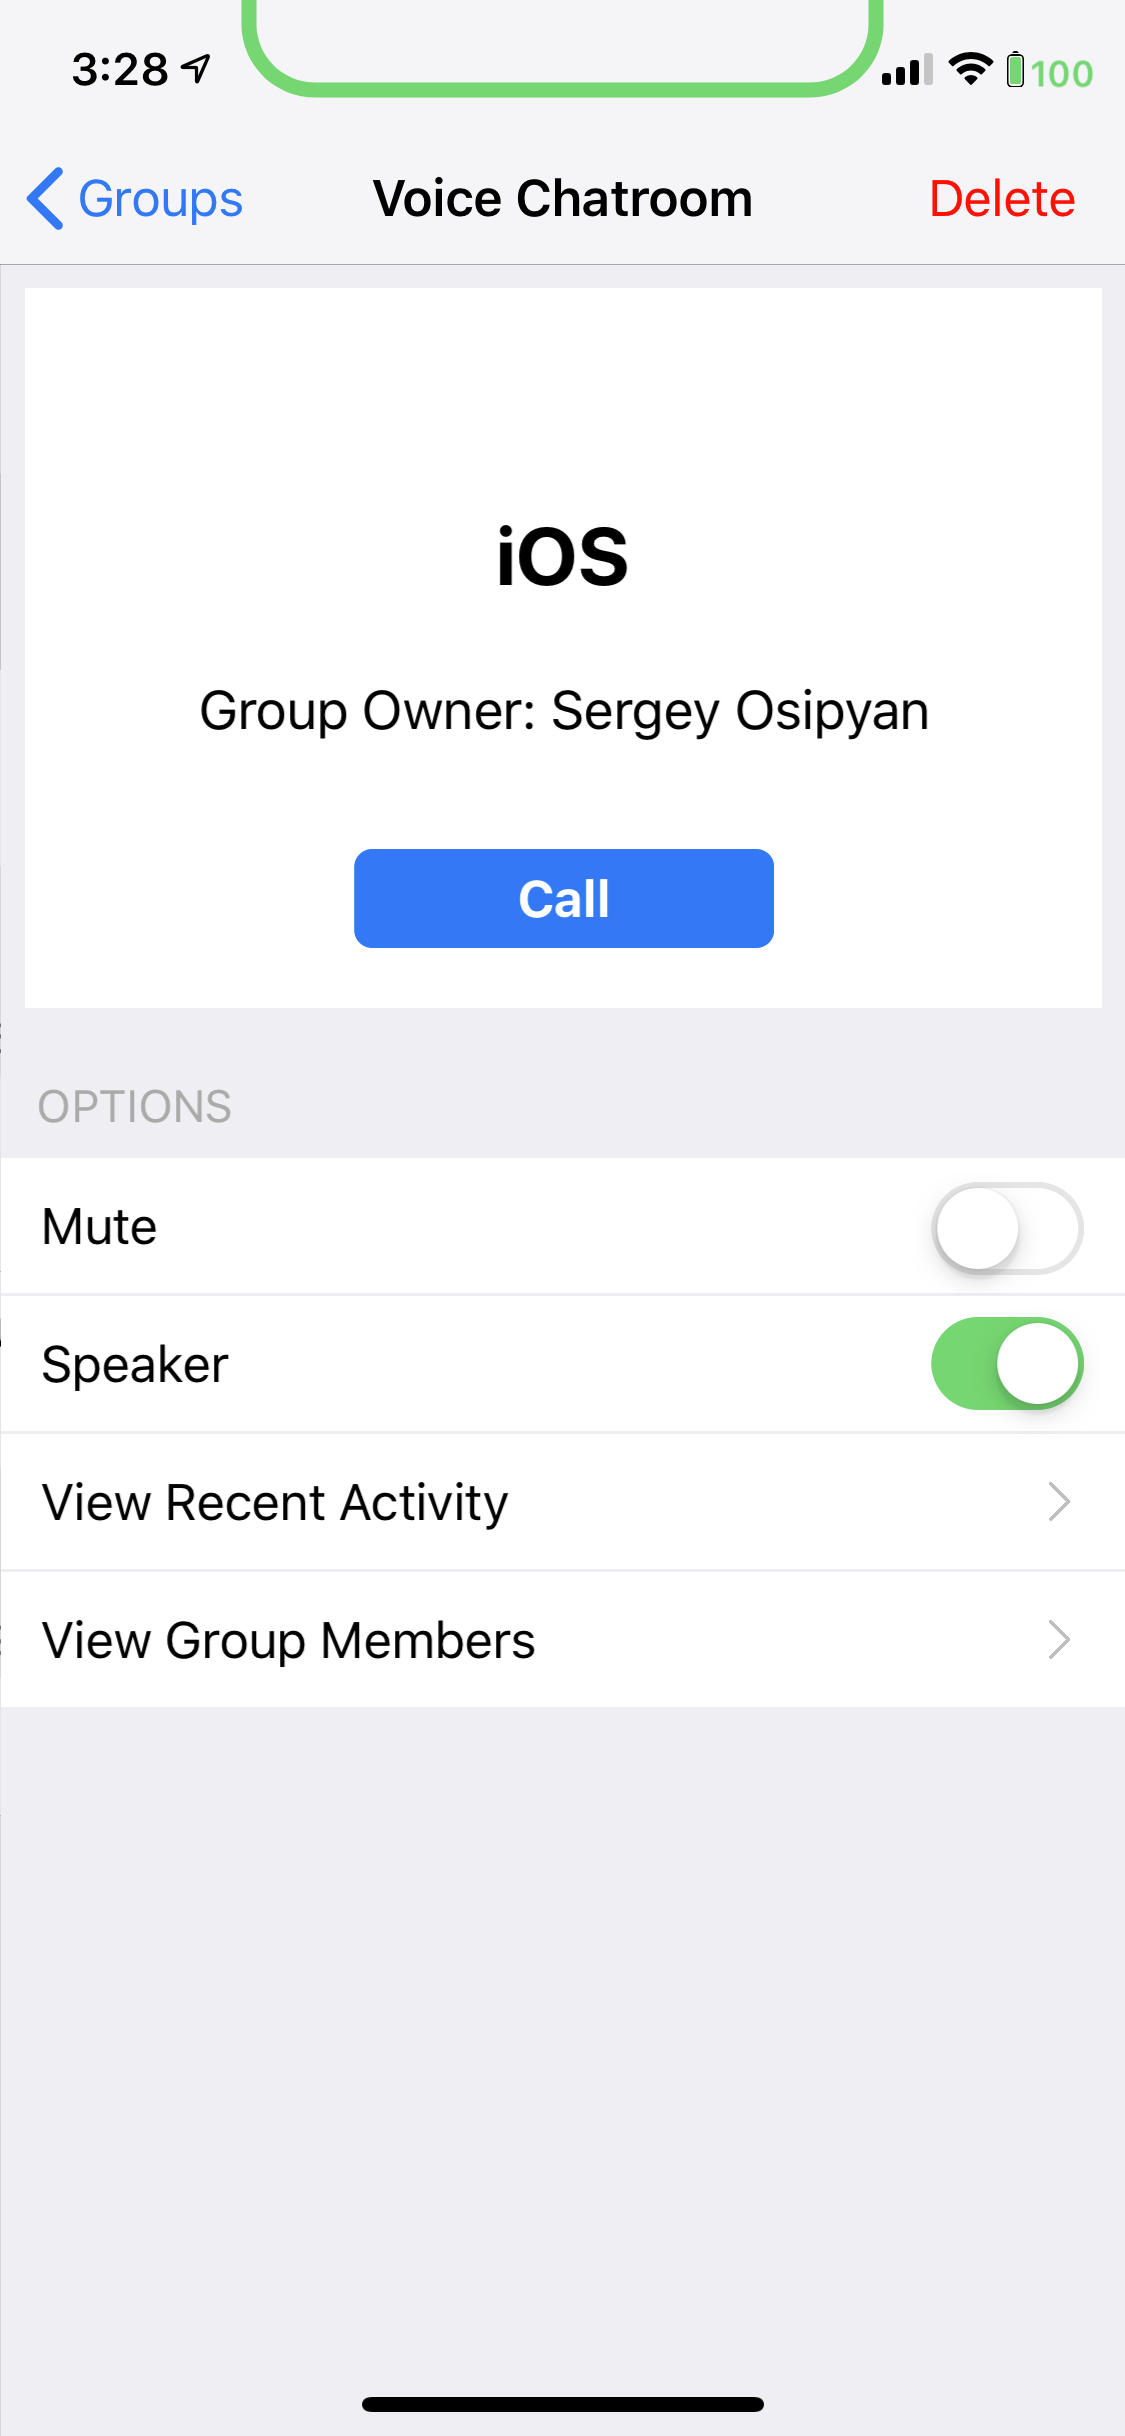 3:28
100
Groups
Voice Chatroom
Delete
iOS
Group Owner: Sergey Osipyan
Call
OPTIONS
Mute
Speaker
View Recent Activity
View Group Members